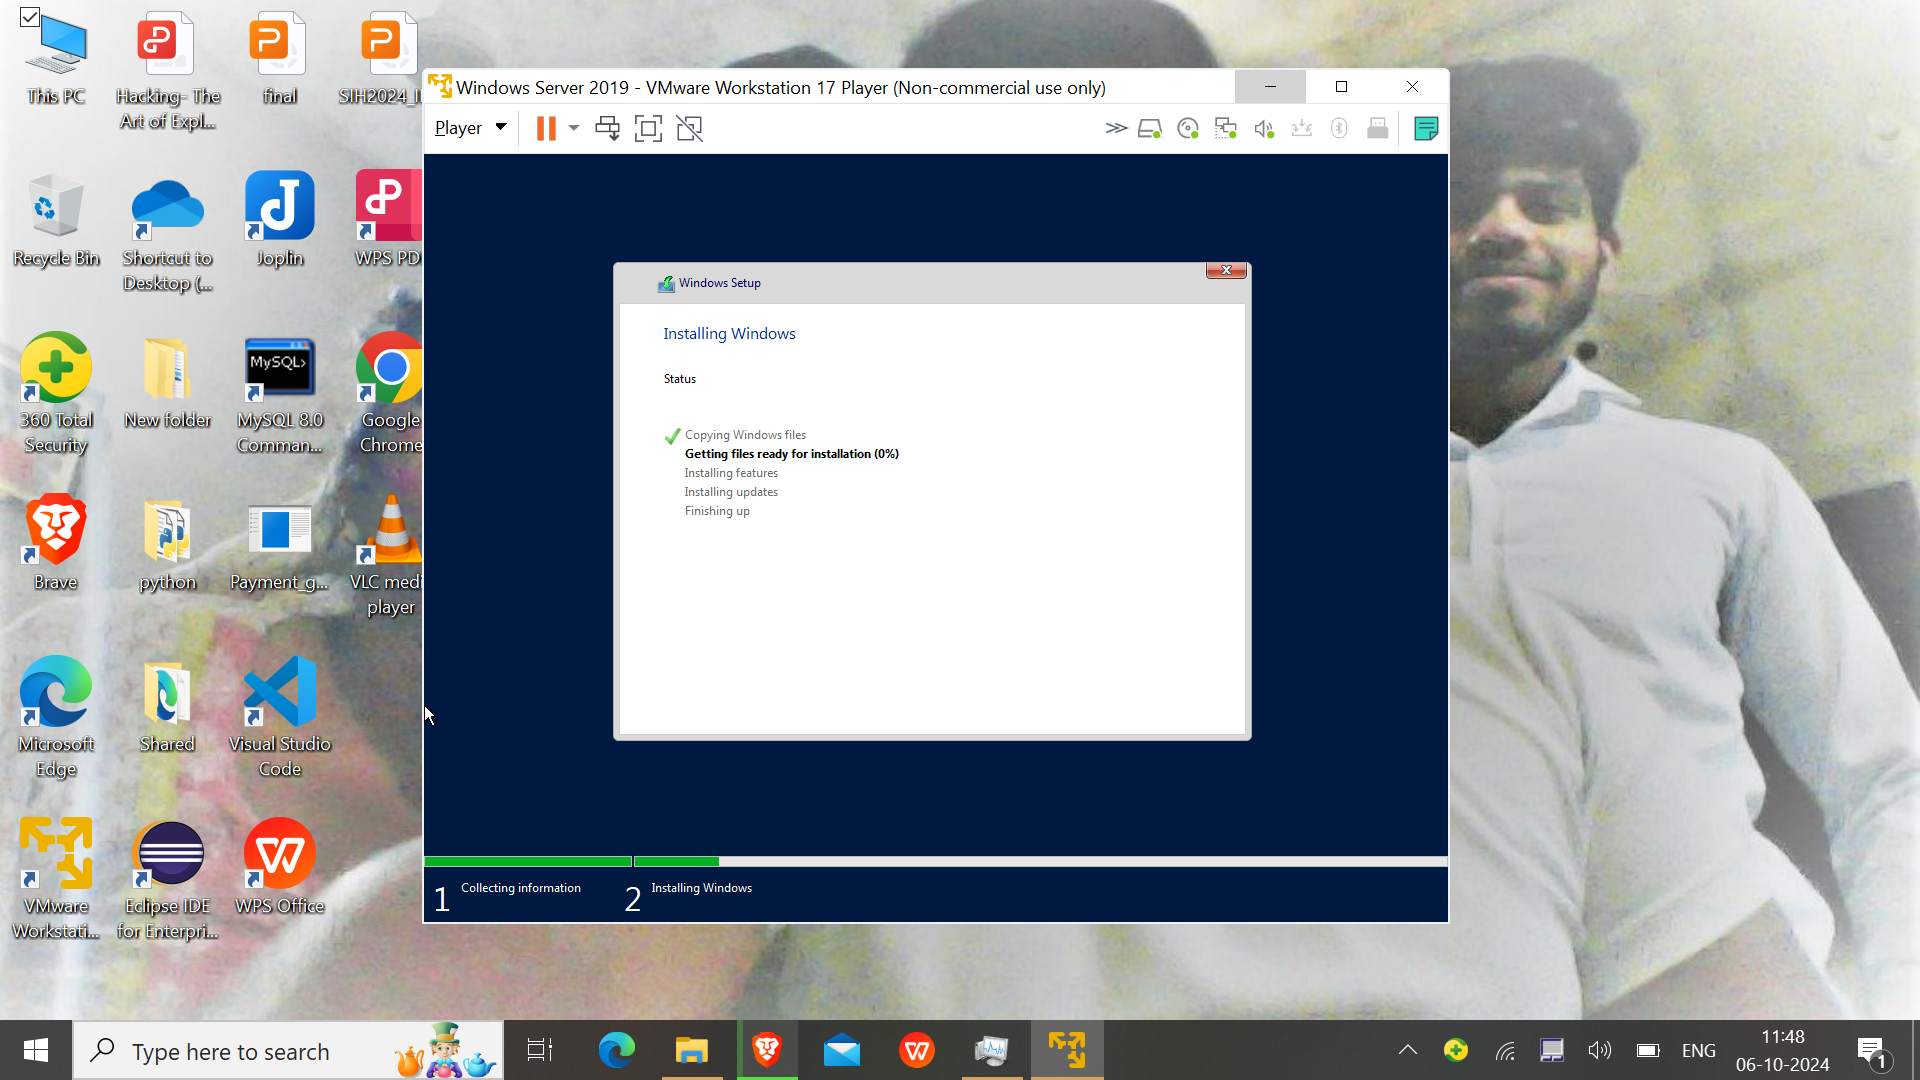 This PC
Hacking- The
Art of Expl...
final
SIH2024_I
Recycle Bin
Shortcut to
Desktop (...
Joplin
WPS PD
360 Total
Security
New folder
MySQL>
MySQL 8.0
Comman...
Google
Chrome
Brave
python
Payment_g...
VLC medi
player
Microsoft
Edge
Shared
Visual Studio
Code
VMware
Workstati...
Eclipse IDE
for Enterpri...
WPS Office
Windows Server 2019 - VMware Workstation 17 Player (Non-commercial use only)
Player
Windows Setup
Installing Windows
Status
Copying Windows files
Getting files ready for installation (0%)
Installing features
Installing updates
Finishing up
1 Collecting information
2 Installing Windows
Type here to search
ENG
11:48
06-10-2024
1